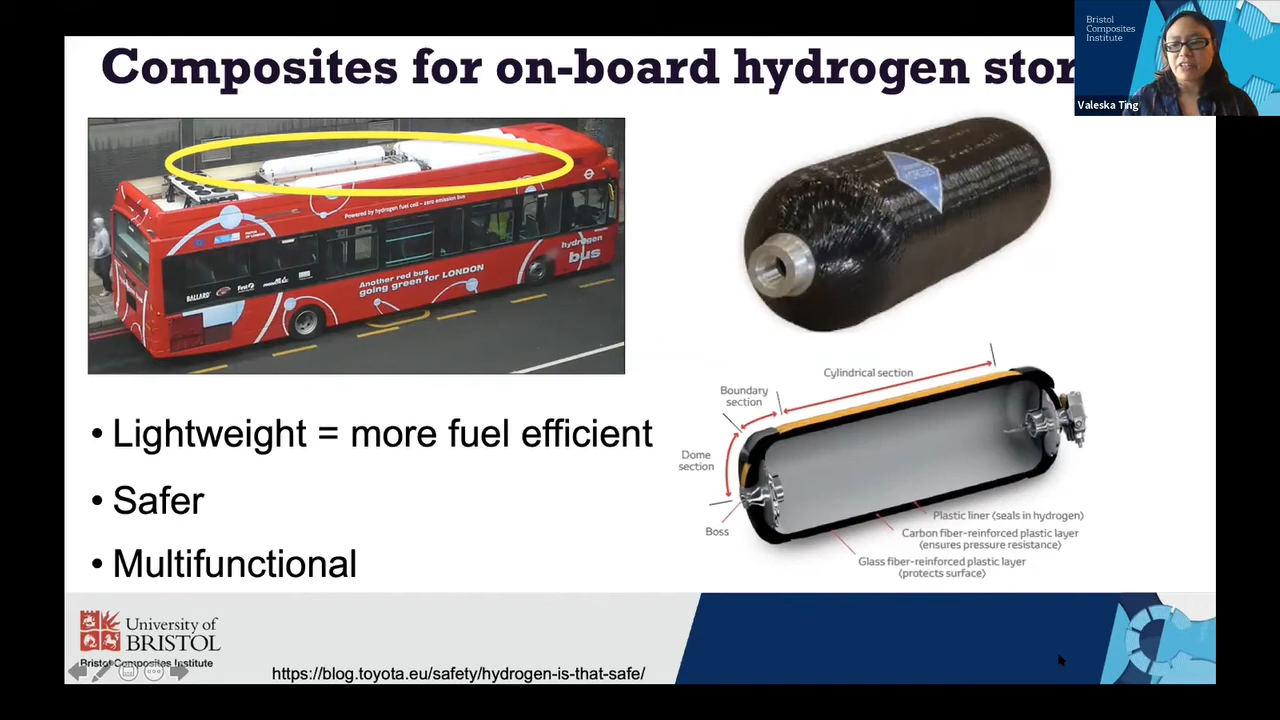 Composites for on-board hydrogen stor
Bristol
Composites
Institute
Valeska Ting
Powered by hydrogen fuel cell – zero emission bus
hydrogen
bus
Another red bus
going green for LONDON
BALLARD
First
• Lightweight = more fuel efficient
• Safer
• Multifunctional
Cylindrical section
Boundary
section
Dome
section
Boss
Plastic liner (seals in hydrogen)
Carbon fiber-reinforced plastic layer
(ensures pressure resistance)
Glass fiber-reinforced plastic layer
(protects surface)
University of
BRISTOL
Bristol Composites Institute
https://blog.toyota.eu/safety/hydrogen-is-that-safe/